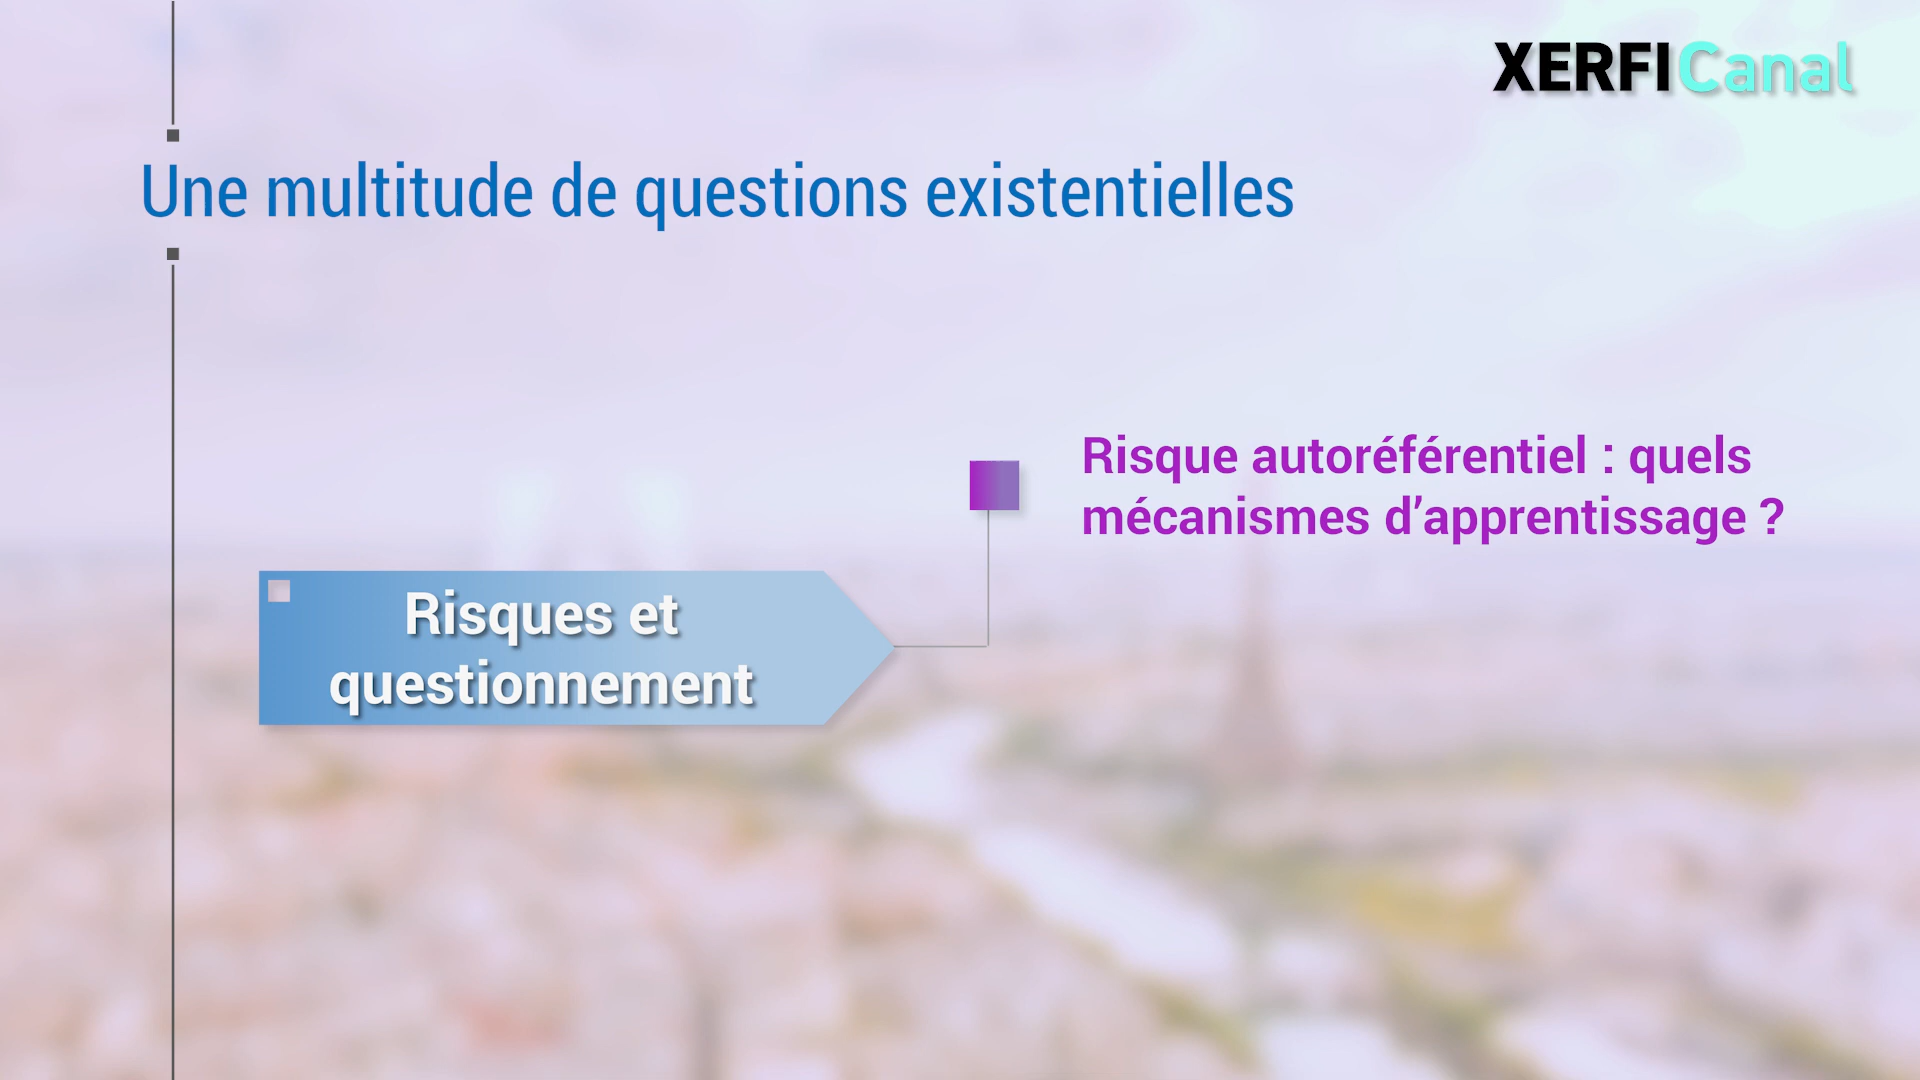 XERFI Canal
Une multitude de questions existentielles
Risque autoréférentiel : quels
mécanismes d’apprentissage ?
Risques et
questionnement